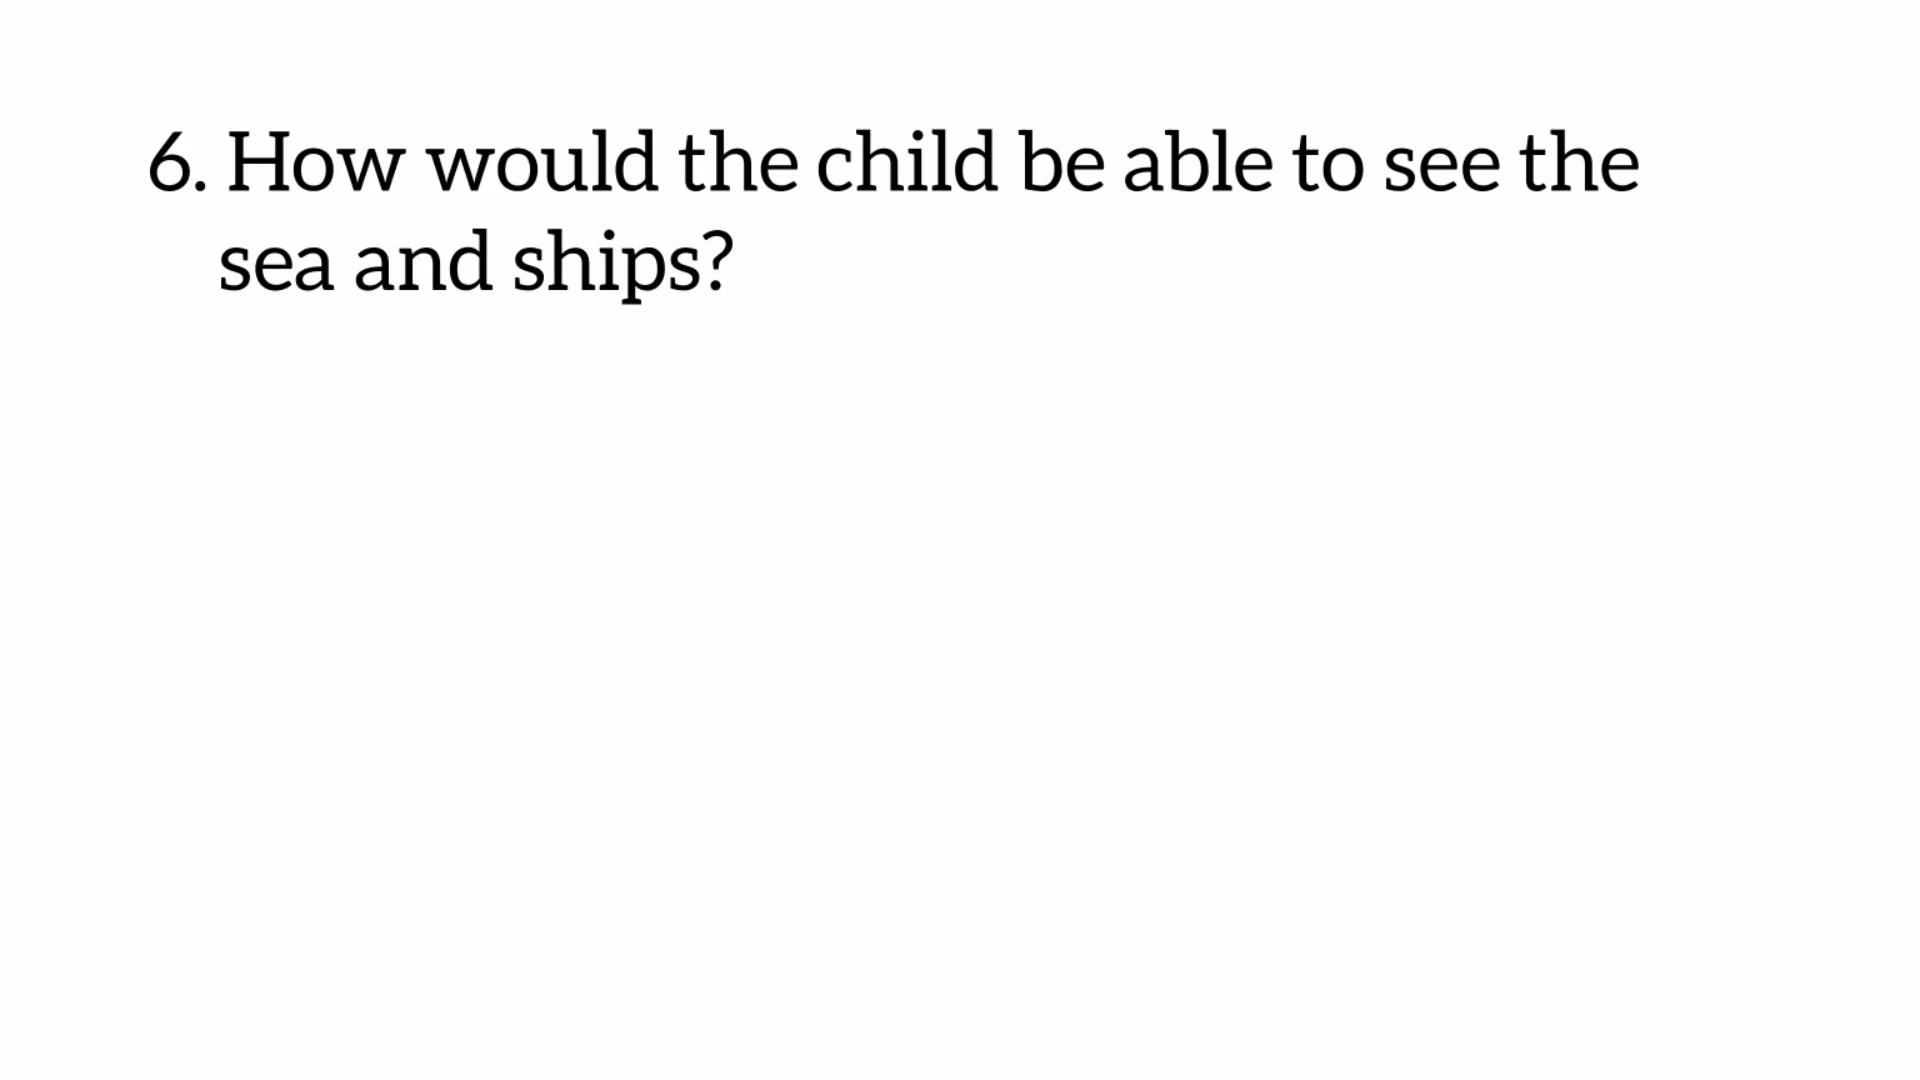 6. How would the child be able to see the
sea and ships?